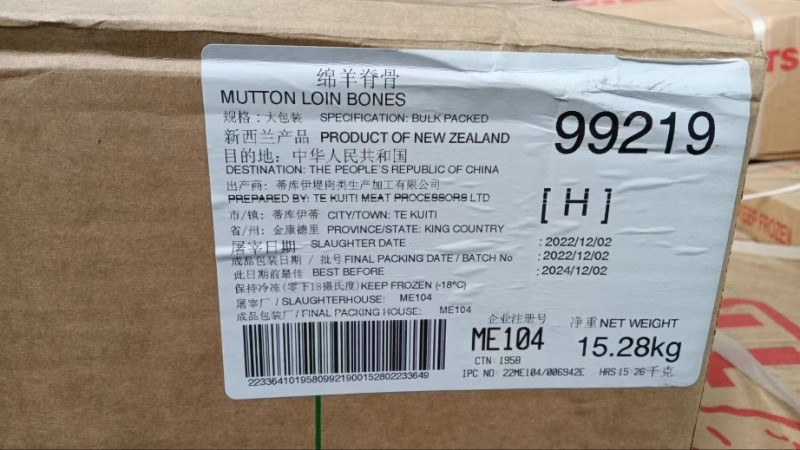 绵羊脊骨
MUTTON LOIN BONES
规格:大包装 SPECIFICATION: BULK PACKED
新西兰产品 PRODUCT OF NEW ZEALAND
99219
目的地: 中华人民共和国
DESTINATION: THE PEOPLE'S REPUBLIC OF CHINA
出产商: 蒂库伊堤肉类生产加工有限公司
PREPARED BY: TE KUITI MEAT PROCESSORS LTD
[H]
市/镇: 蒂库伊蒂 CITY/TOWN: TE KUITI
省/州: 金康德里 PROVINCE/STATE: KING COUNTRY
屠宰日期 SLAUGHTER DATE : 2022/12/02
成品包装日期 / 批号 FINAL PACKING DATE / BATCH No : 2022/12/02
此日期前最佳 BEST BEFORE : 2024/12/02
保持冷冻(零下18摄氏度) KEEP FROZEN (-18°C)
屠宰厂 / SLAUGHTERHOUSE: ME104
成品包装厂 / FINAL PACKING HOUSE: ME104
企业注册号 净重 NET WEIGHT
ME104 15.28kg
CTN: 1958
IPC NO: 22ME104/006942E HRS 15:26 千克
22336410195809921900152802233649
TS
FROZEN